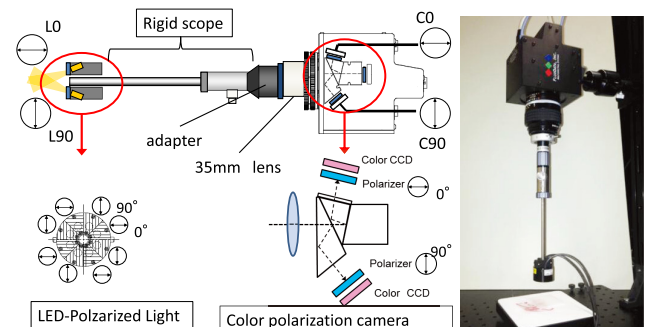 Rigid scope
L0
C0
L90
C90
adapter
35mm lens
Color CCD
Polarizer
0°
90°
0°
90°
Polarizer
Color CCD
LED-Polzarized Light
Color polarization camera